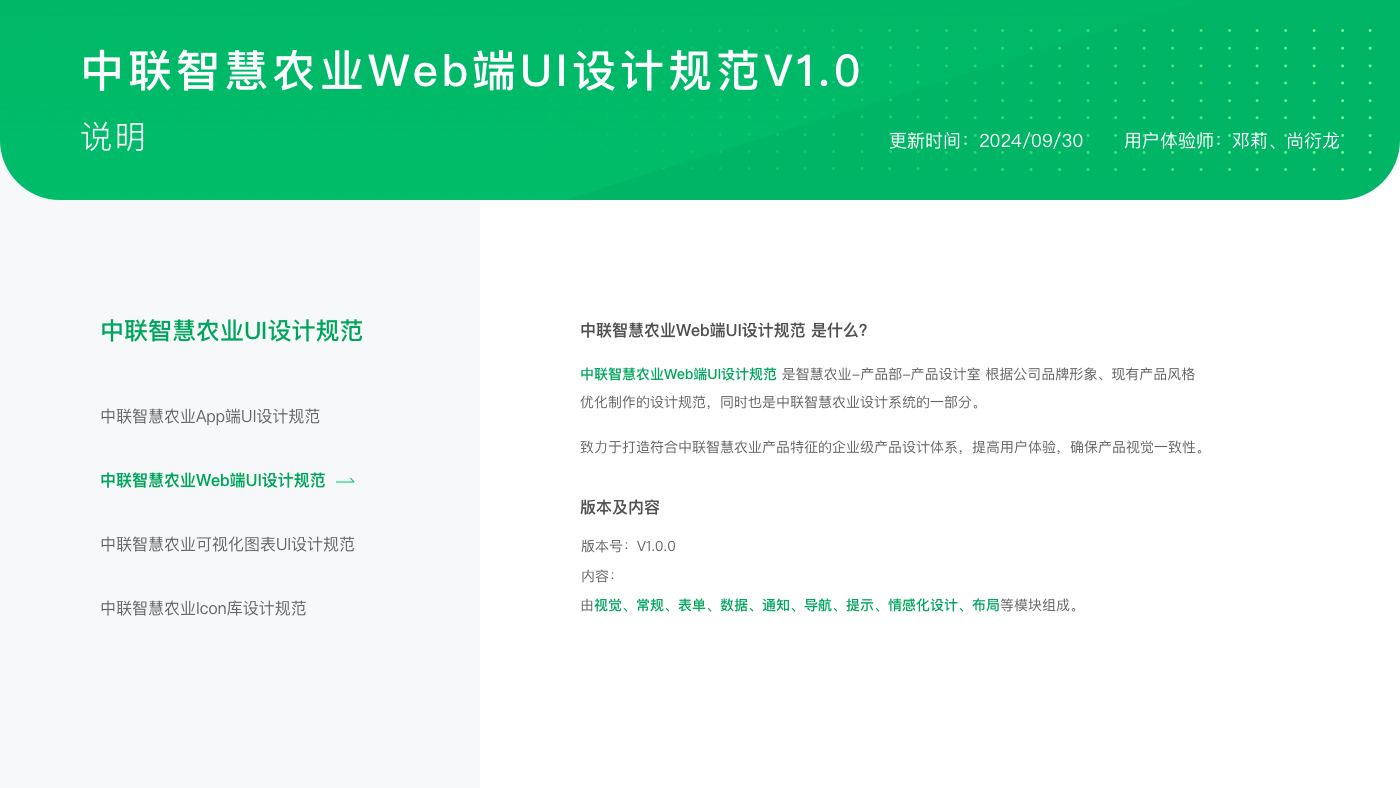 中联智慧农业Web端UI设计规范V1.0
说明
更新时间：2024/09/30 用户体验师：邓莉、尚衍龙
中联智慧农业UI设计规范
中联智慧农业App端UI设计规范
中联智慧农业Web端UI设计规范
中联智慧农业可视化图表UI设计规范
中联智慧农业Icon库设计规范
中联智慧农业Web端UI设计规范 是什么？
中联智慧农业Web端UI设计规范 是智慧农业–产品部–产品设计室 根据公司品牌形象、现有产品风格
优化制作的设计规范，同时也是中联智慧农业设计系统的一部分。
致力于打造符合中联智慧农业产品特征的企业级产品设计体系，提高用户体验，确保产品视觉一致性。
版本及内容
版本号：V1.0.0
内容：
由视觉、常规、表单、数据、通知、导航、提示、情感化设计、布局等模块组成。